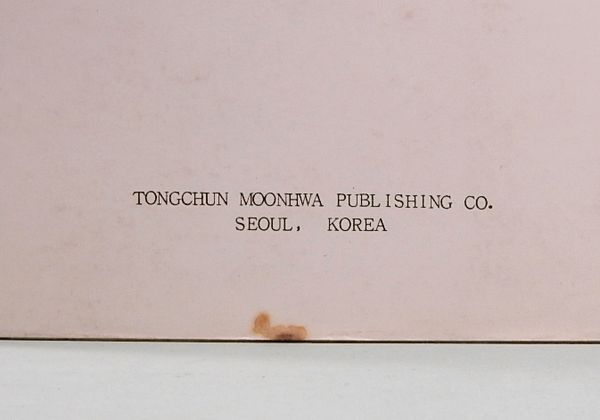 TONGCHUN MOONHWA PUBLISHING CO.
SEOUL, KOREA